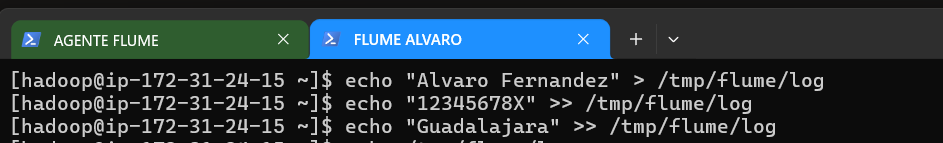 AGENTE FLUME
FLUME ALVARO
[hadoop@ip-172-31-24-15 ~]$ echo "Alvaro Fernandez" > /tmp/flume/log
[hadoop@ip-172-31-24-15 ~]$ echo "12345678X" >> /tmp/flume/log
[hadoop@ip-172-31-24-15 ~]$ echo "Guadalajara" >> /tmp/flume/log